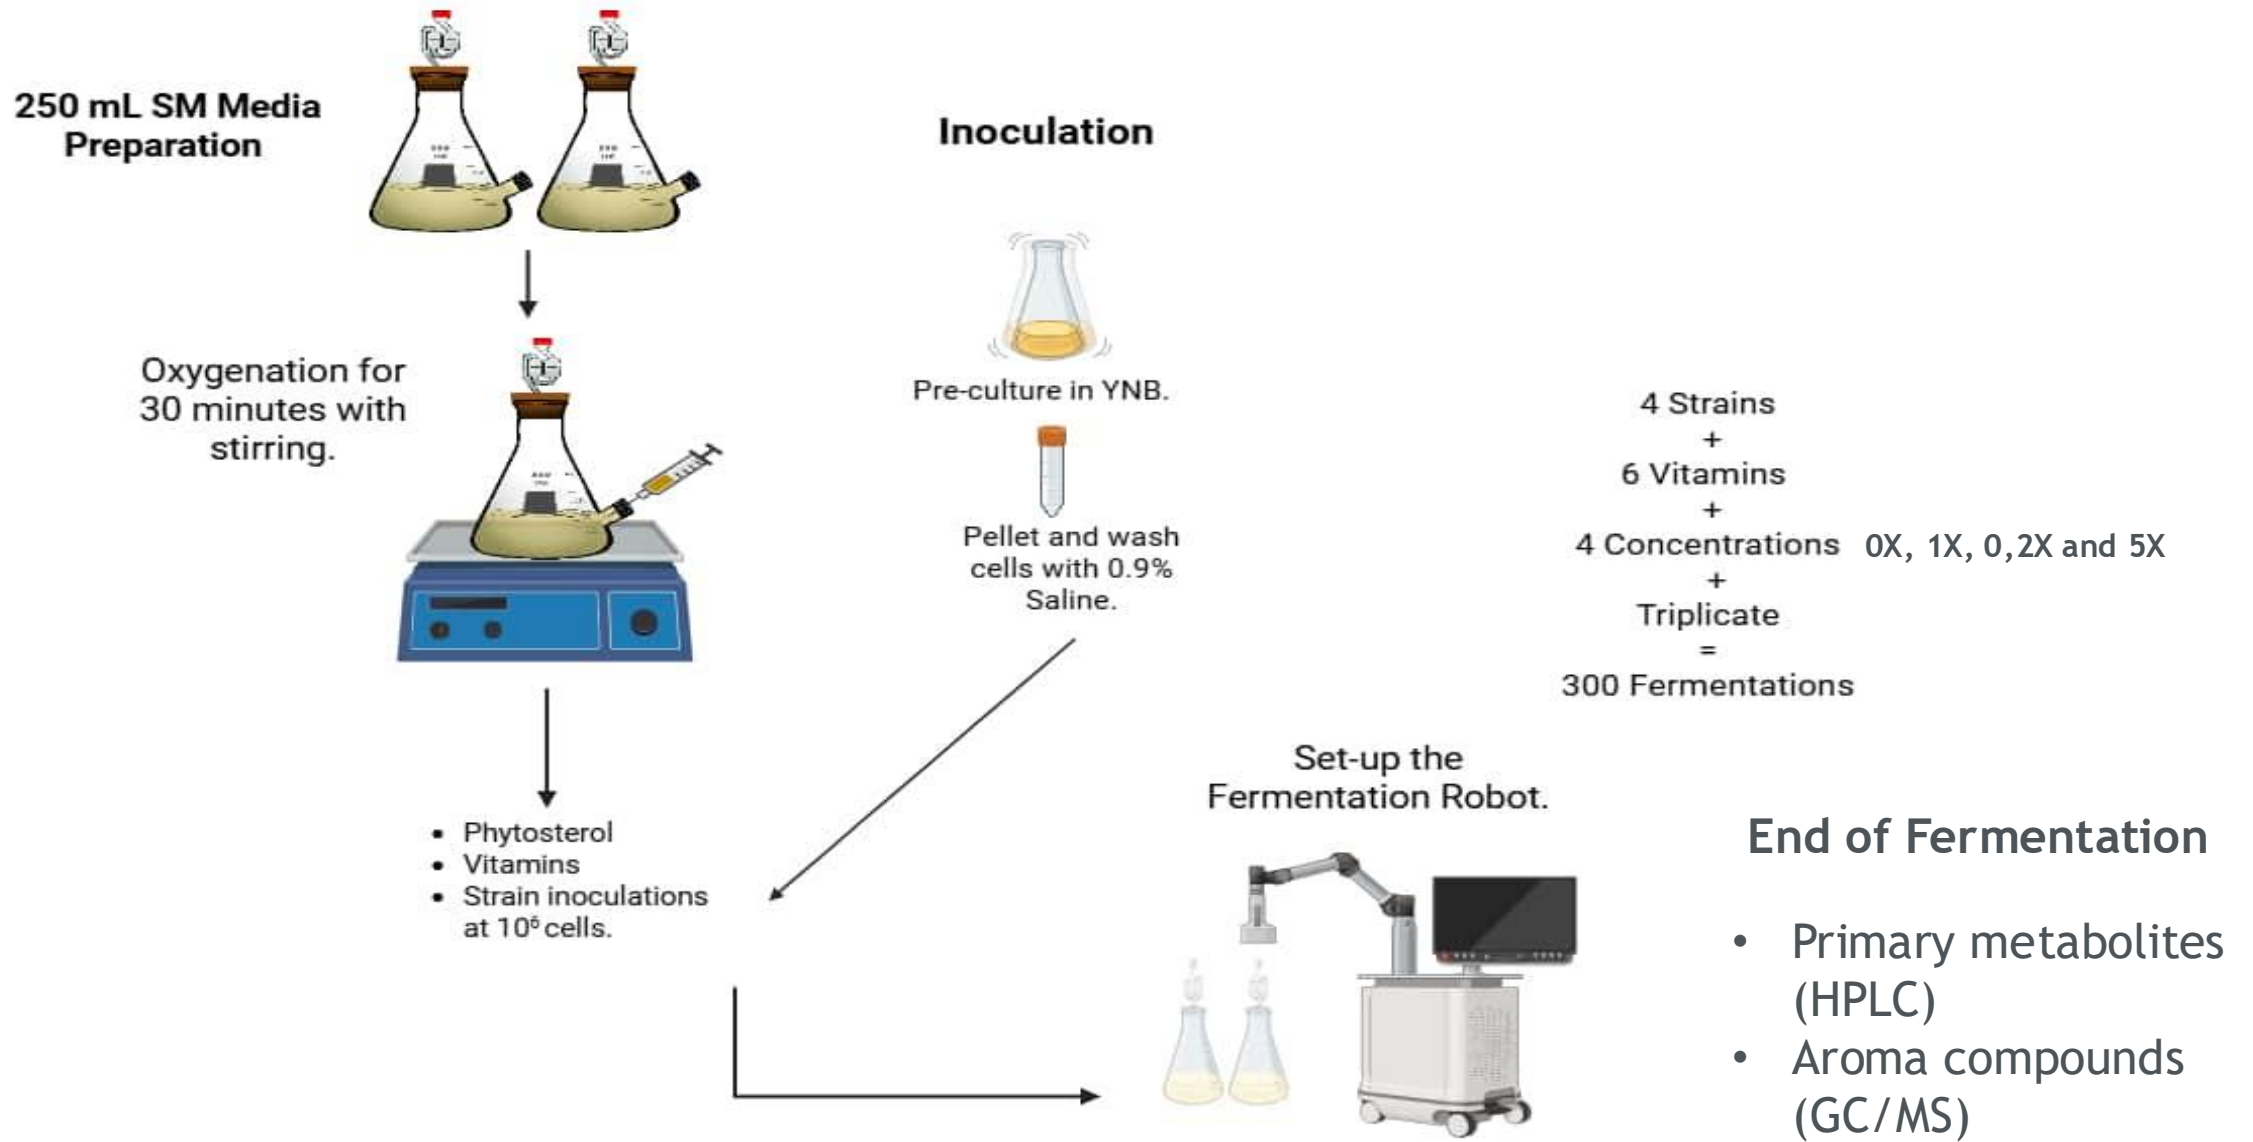 250 mL SM Media
Preparation
Oxygenation for
30 minutes with
stirring.
• Phytosterol
• Vitamins
• Strain inoculations
at 10⁶ cells.
Inoculation
Pre-culture in YNB.
Pellet and wash
cells with 0.9%
Saline.
4 Strains
+
6 Vitamins
+
4 Concentrations 0X, 1X, 0,2X and 5X
+
Triplicate
=
300 Fermentations
Set-up the
Fermentation Robot.
End of Fermentation
• Primary metabolites
(HPLC)
• Aroma compounds
(GC/MS)